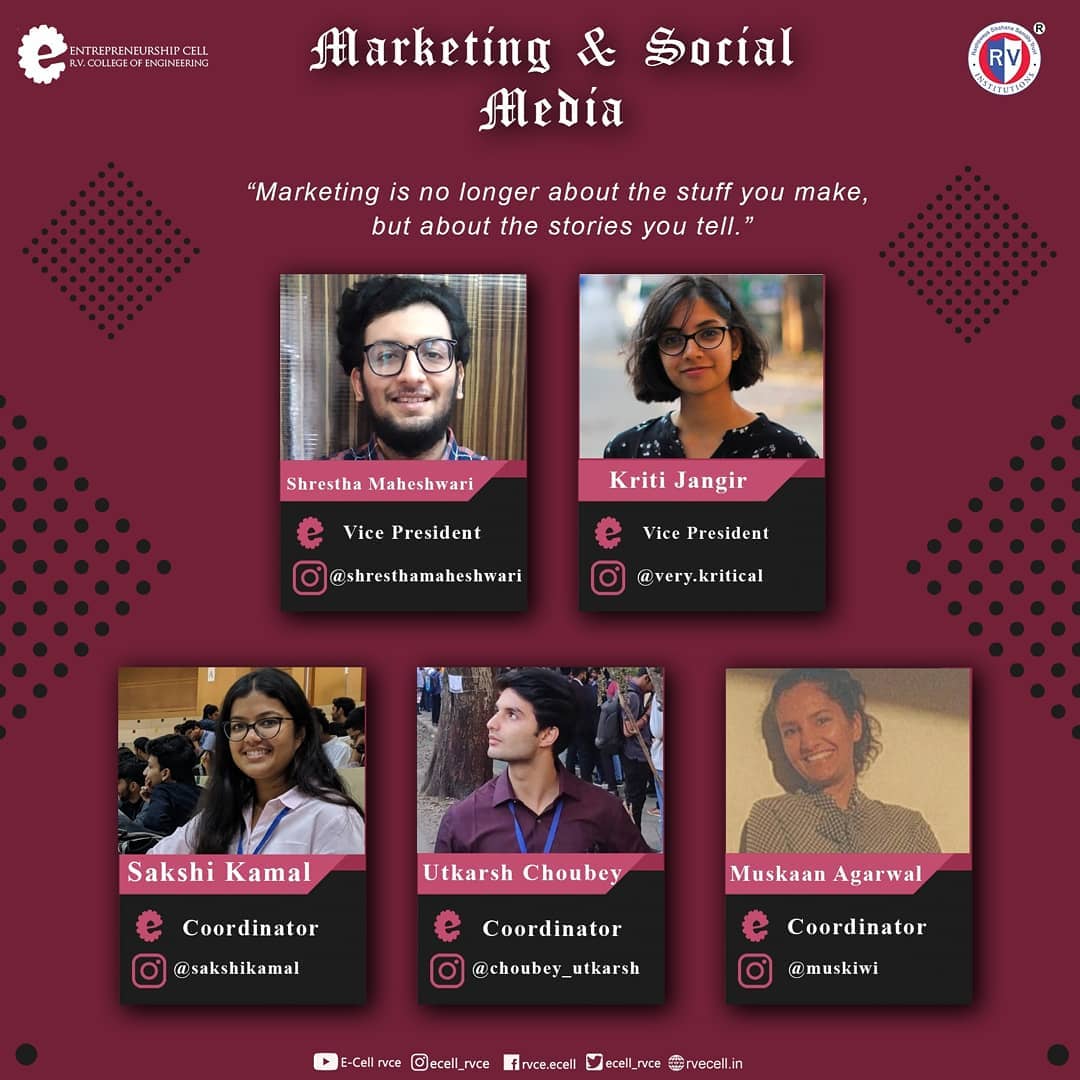 ENTREPRENEURSHIP CELL
R.V. COLLEGE OF ENGINEERING
Marketing & Social
Media
RV
INSTITUTIONS
®
“Marketing is no longer about the stuff you make,
but about the stories you tell.”
Shrestha Maheshwari
Vice President
@shresthamaheshwari
Kriti Jangir
Vice President
@very.kritical
Sakshi Kamal
Coordinator
@sakshikamal
Utkarsh Choubey
Coordinator
@choubey_utkarsh
Muskaan Agarwal
Coordinator
@muskiwi
E-Cell rvce ecell_rvce rvce.ecell ecell_rvce rvecell.in